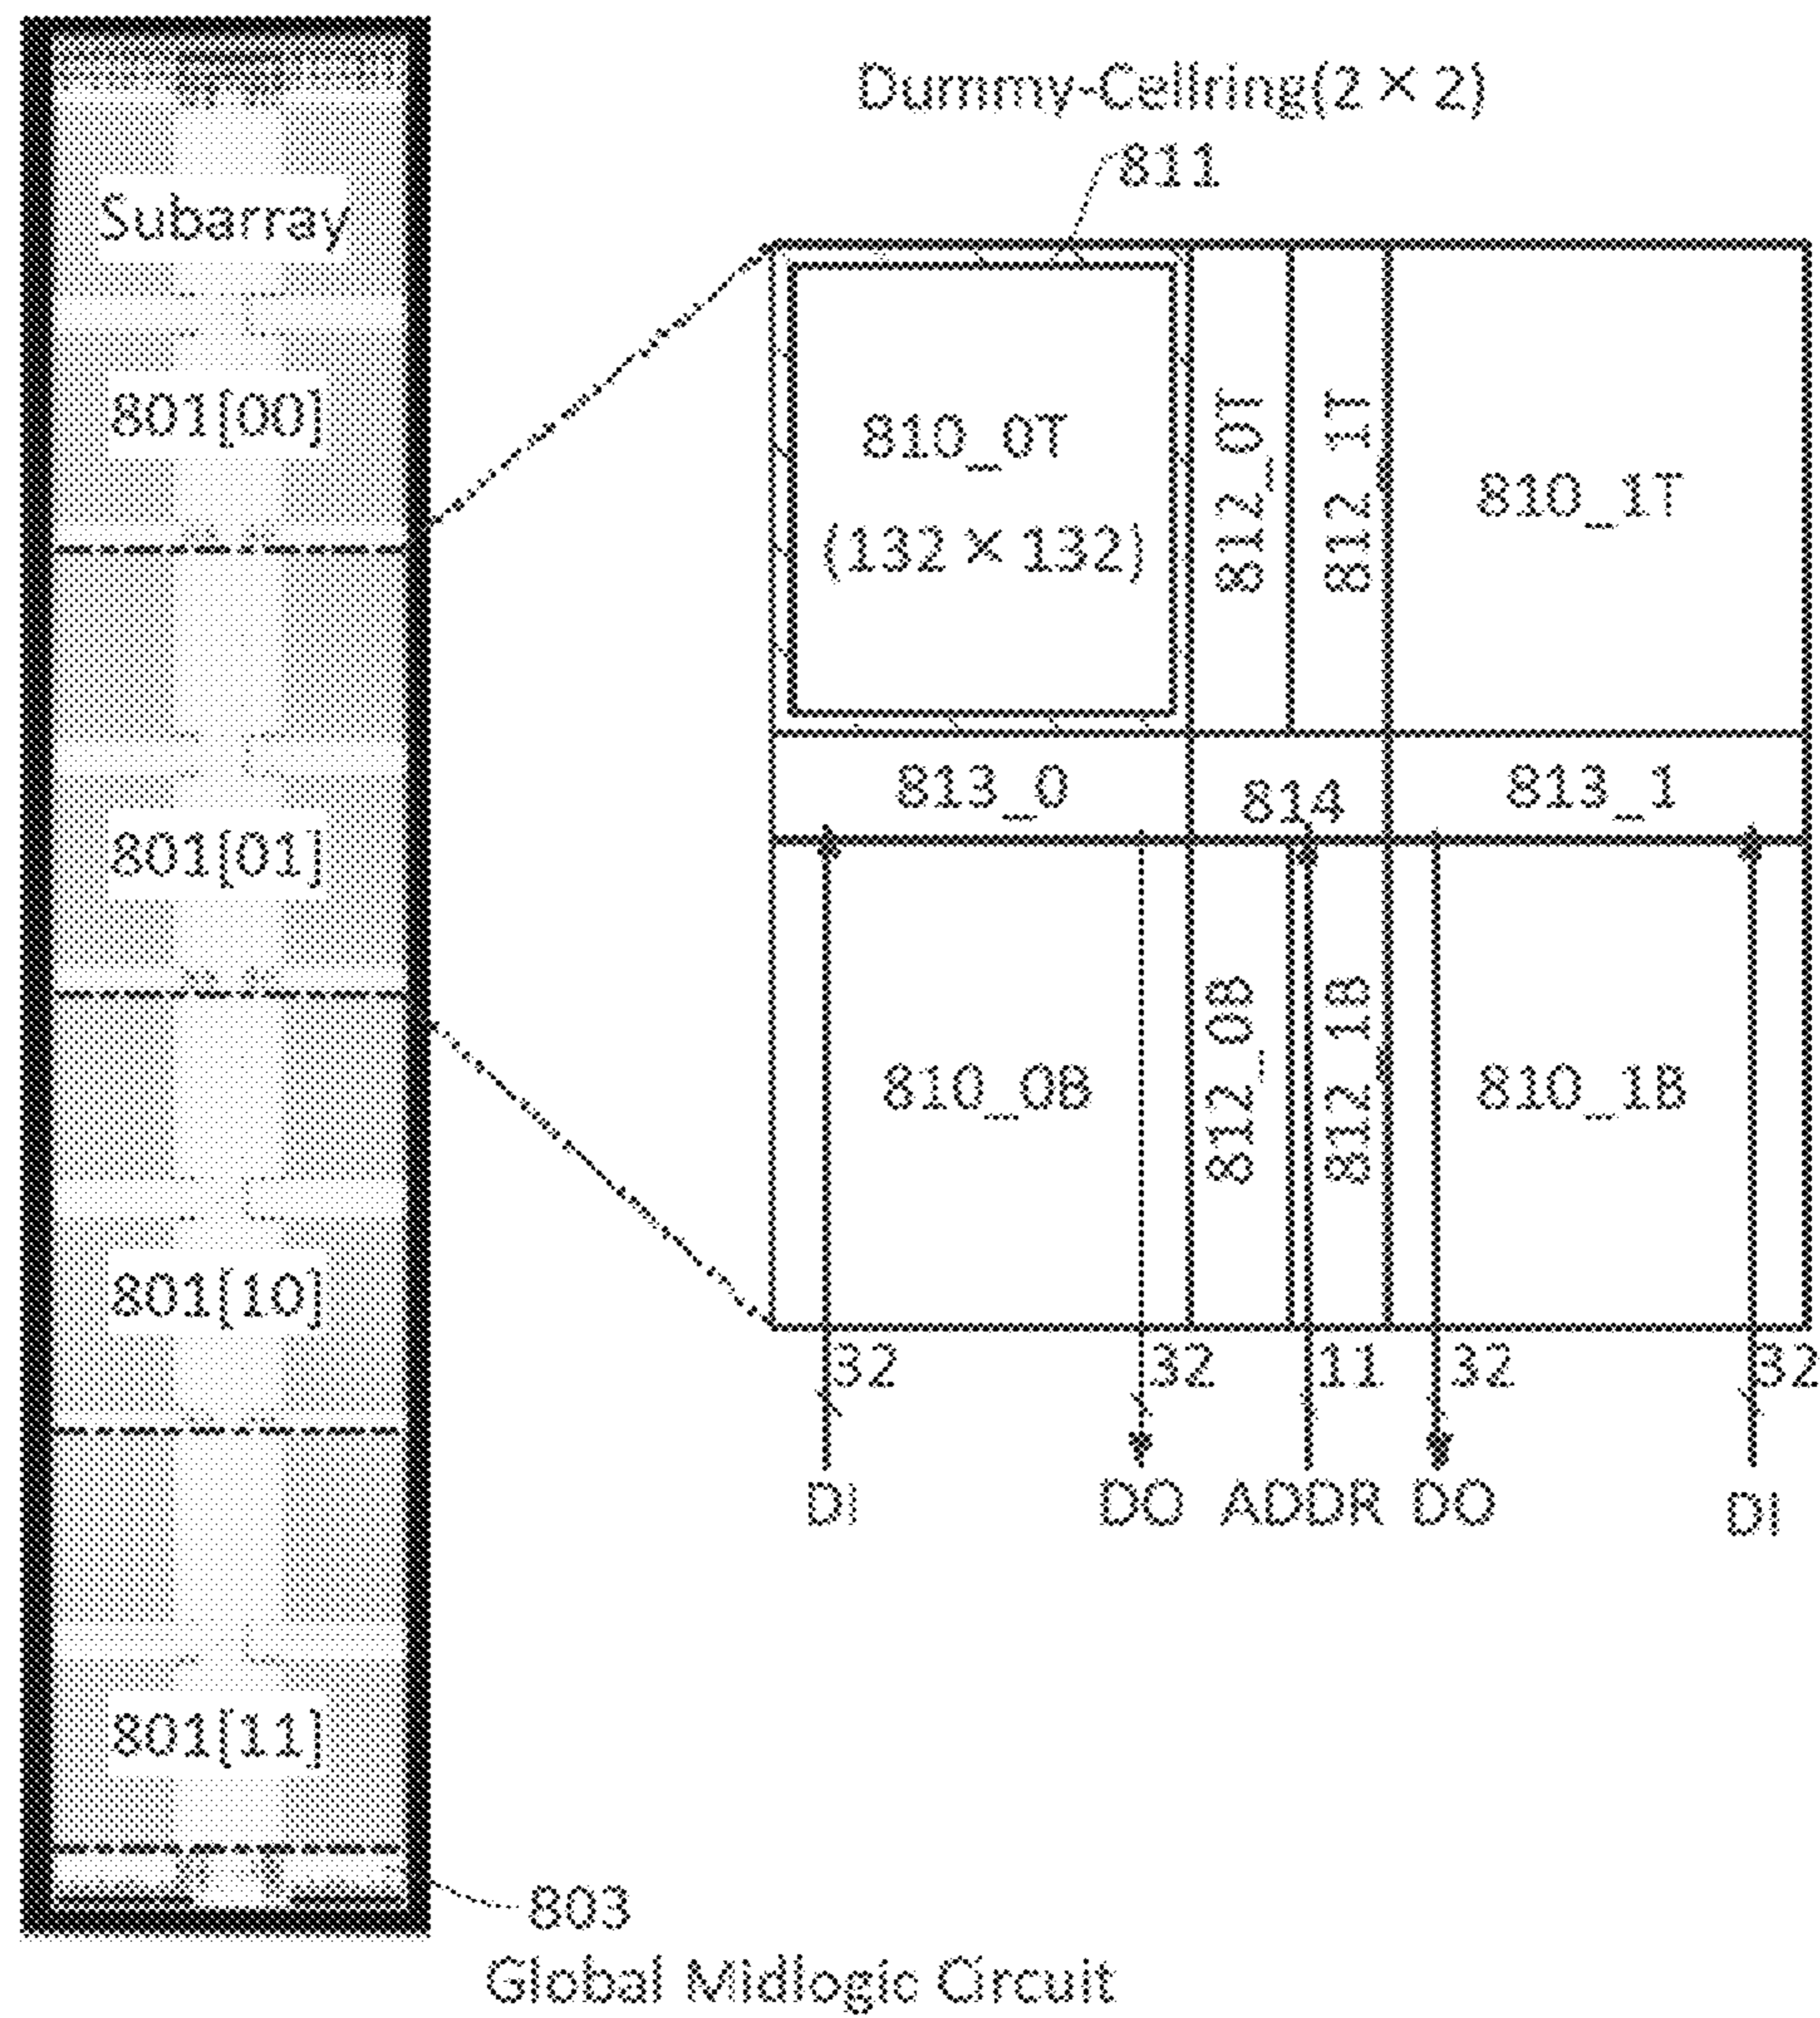 Dummy-Cellring(2 × 2)
811
Subarray
801[00]
801[01]
801[10]
801[11]
810_0T
(132 × 132)
812_0T
812_1T
810_1T
813_0
814
813_1
810_0B
812_0B
812_1B
810_1B
32
32
11
32
32
DI
DO
ADDR
DO
DI
803
Global Midlogic Circuit